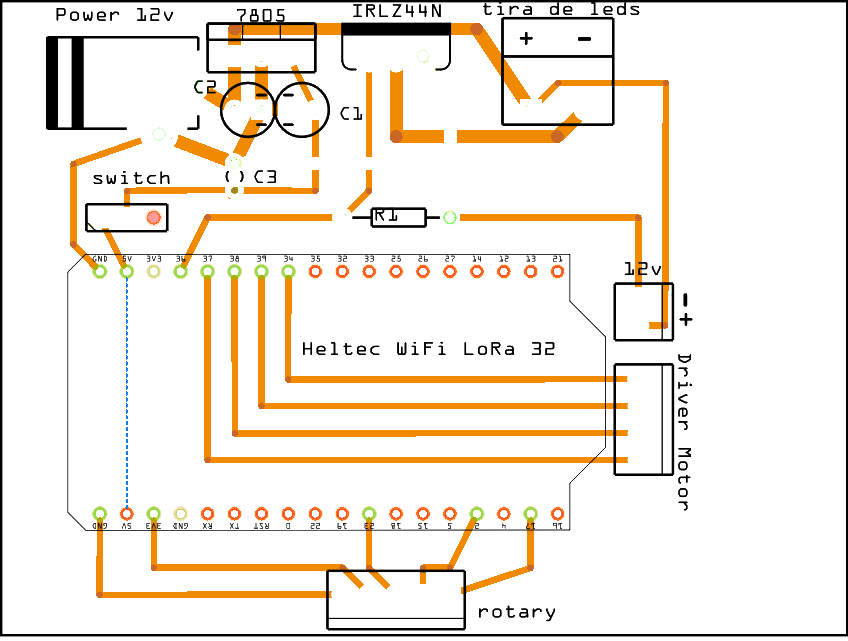 Power 12v
7805
IRLZ44N
tira de leds
+ -
C2
C1
switch
C3
R1
GND 5V 3V3 36 37 38 39 34 35 32 33 25 26 27 14 12 13 21
12v
- +
Heltec WiFi LoRa 32
Driver Motor
GND 5V 3V3 GND RX TX RST 0 22 19 23 18 15 5 2 4 17 16
rotary